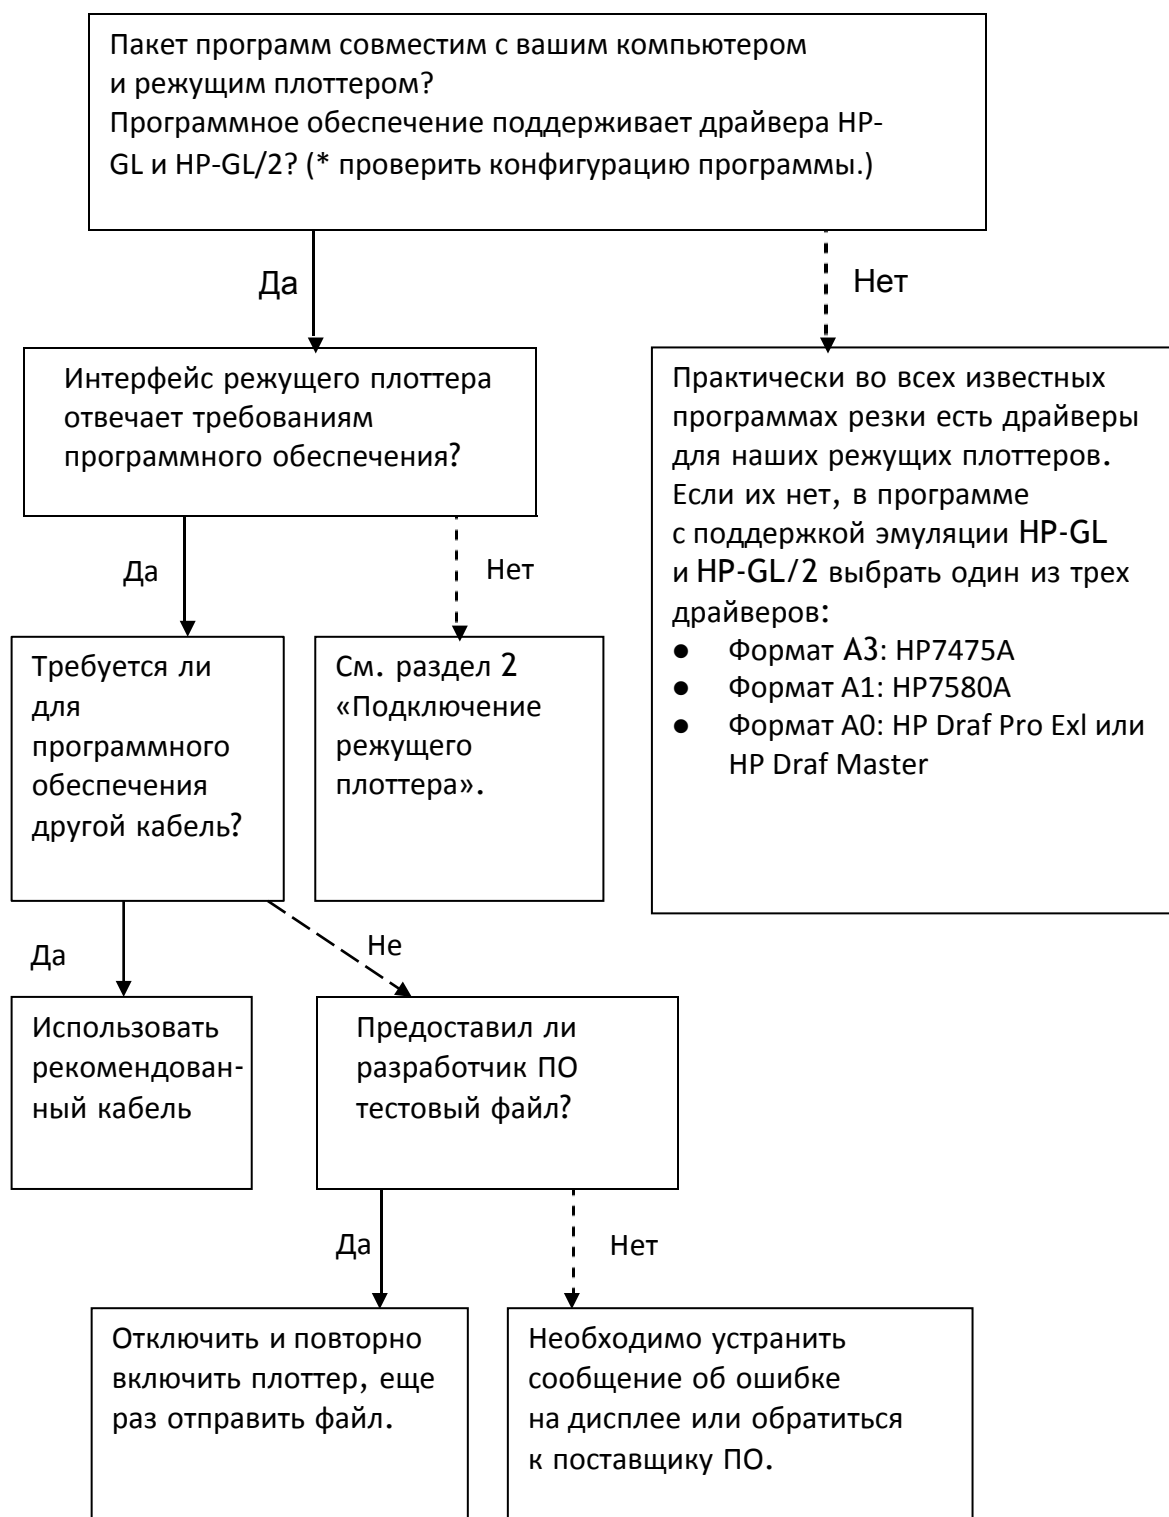 Пакет программ совместим с вашим компьютером
и режущим плоттером?
Программное обеспечение поддерживает драйвера HP-
GL и HP-GL/2? (* проверить конфигурацию программы.)
Да
Нет
Интерфейс режущего плоттера
отвечает требованиям
программного обеспечения?
Практически во всех известных
программах резки есть драйверы
для наших режущих плоттеров.
Если их нет, в программе
с поддержкой эмуляции HP-GL
и HP-GL/2 выбрать один из трех
драйверов:
● Формат A3: HP7475A
● Формат A1: HP7580A
● Формат A0: HP Draf Pro Exl или
HP Draf Master
Да
Нет
Требуется ли
для
программного
обеспечения
другой кабель?
См. раздел 2
«Подключение
режущего
плоттера».
Да
Не
Использовать
рекомендован-
ный кабель
Предоставил ли
разработчик ПО
тестовый файл?
Да
Нет
Отключить и повторно
включить плоттер, еще
раз отправить файл.
Необходимо устранить
сообщение об ошибке
на дисплее или обратиться
к поставщику ПО.